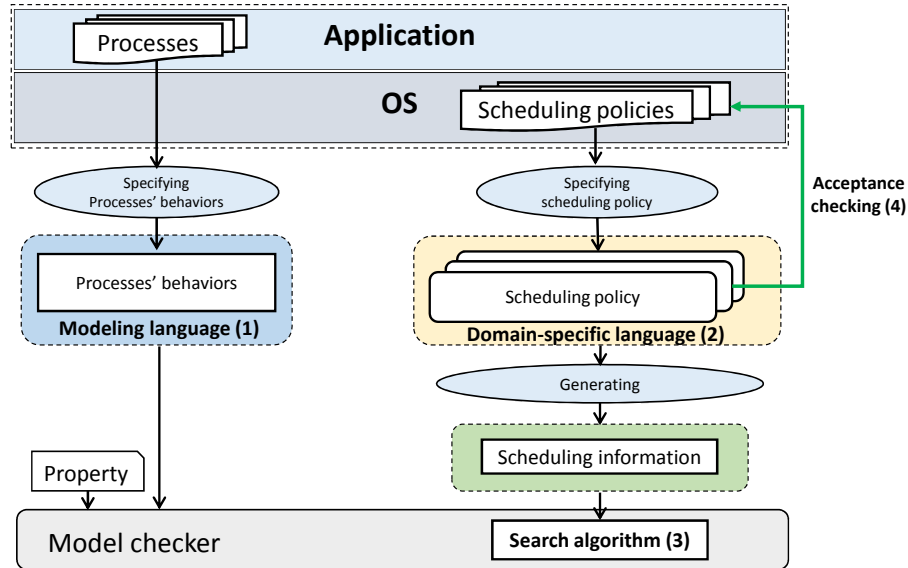 Processes
Application
OS
Scheduling policies
Specifying
Processes' behaviors
Specifying
scheduling policy
Acceptance
checking (4)
Processes' behaviors
Modeling language (1)
Scheduling policy
Domain-specific language (2)
Generating
Scheduling information
Property
Model checker
Search algorithm (3)